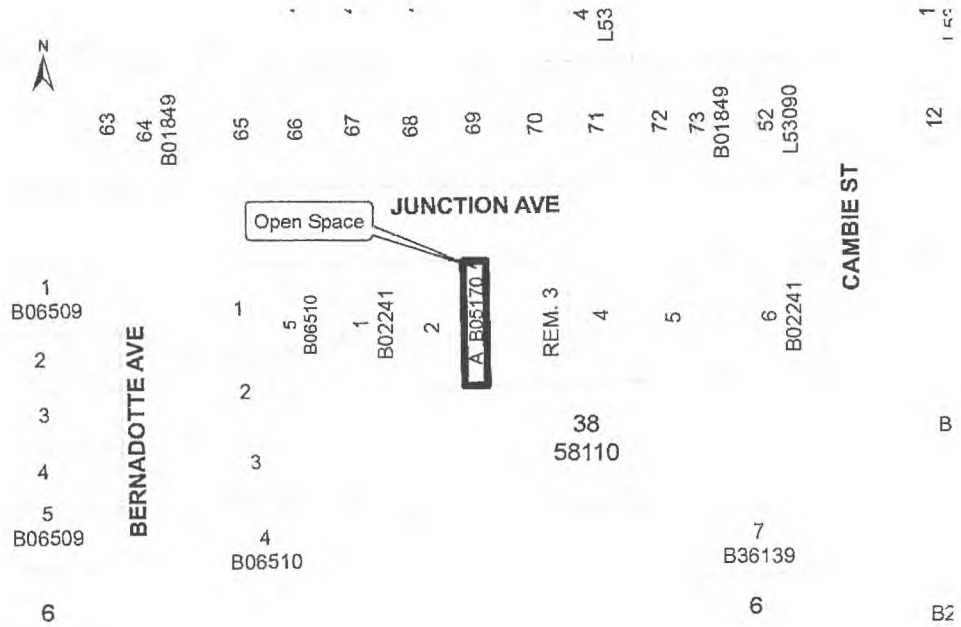 4
L53
1
N
63
64
B01849
65
66
67
68
69
70
71
72
73
B01849
52
L53090
12
JUNCTION AVE
Open Space
CAMBIE ST
1
B06509
2
3
4
5
B06509
6
BERNADOTTE AVE
1
5
B06510
1
B02241
2
A B05170
REM. 3
4
5
6
B02241
2
3
4
B06510
38
58110
7
B36139
6
B
B2